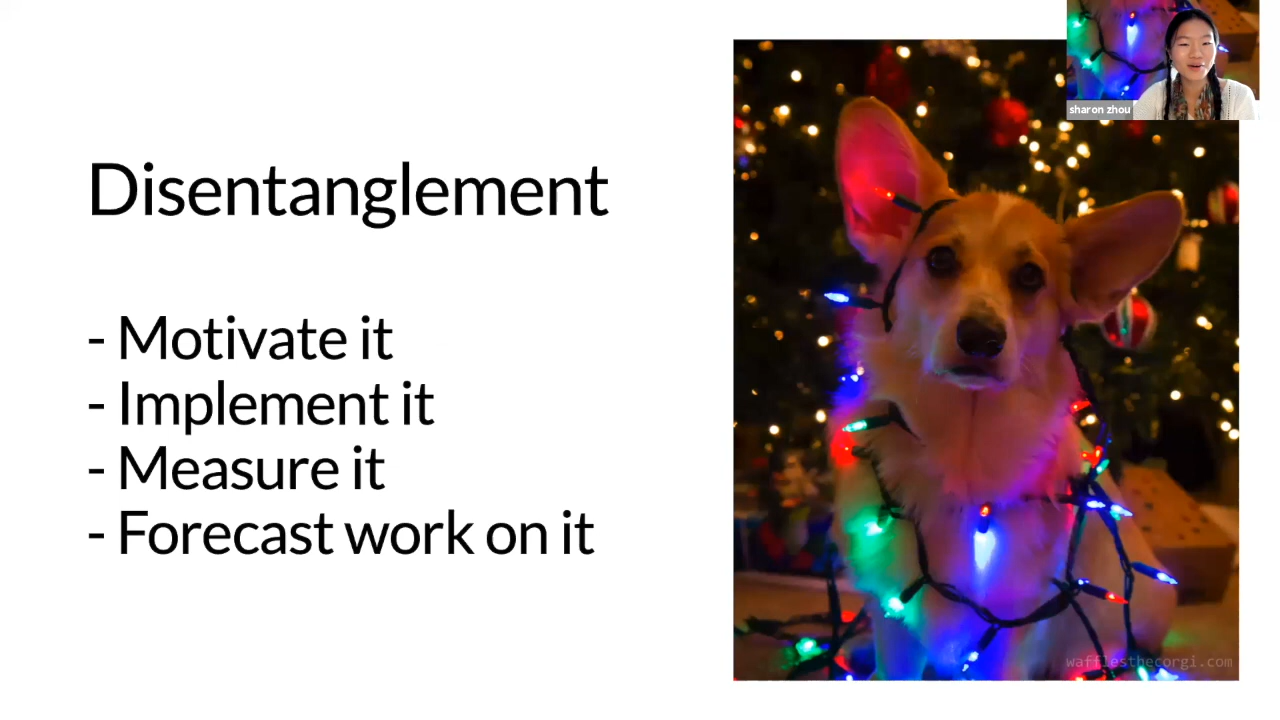 sharon zhou
Disentanglement
- Motivate it
- Implement it
- Measure it
- Forecast work on it
wafflesthecorgi.com